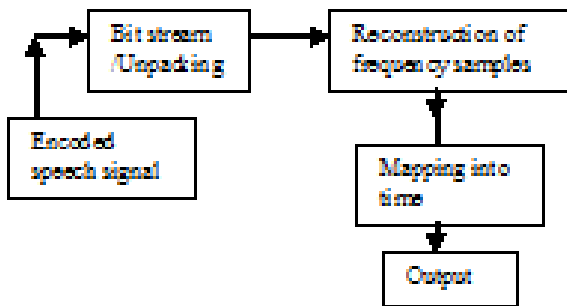 Bit stream
/Unpacking
Reconstruction of
frequency samples
Encoded
speech signal
Mapping into
time
Output